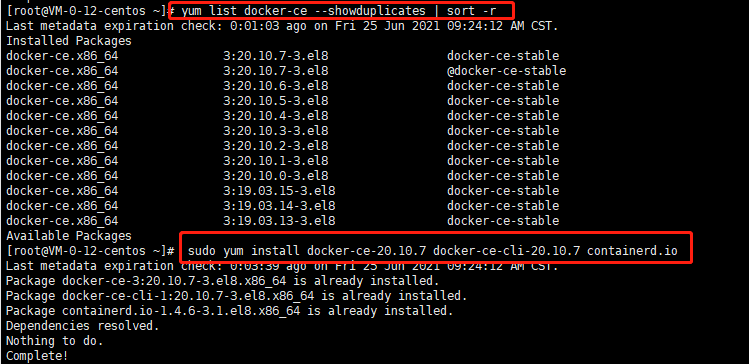 [root@VM-0-12-centos ~]# yum list docker-ce --showduplicates | sort -r
Last metadata expiration check: 0:01:03 ago on Fri 25 Jun 2021 09:24:12 AM CST.
Installed Packages
docker-ce.x86_64 3:20.10.7-3.el8 docker-ce-stable
docker-ce.x86_64 3:20.10.7-3.el8 @docker-ce-stable
docker-ce.x86_64 3:20.10.6-3.el8 docker-ce-stable
docker-ce.x86_64 3:20.10.5-3.el8 docker-ce-stable
docker-ce.x86_64 3:20.10.4-3.el8 docker-ce-stable
docker-ce.x86_64 3:20.10.3-3.el8 docker-ce-stable
docker-ce.x86_64 3:20.10.2-3.el8 docker-ce-stable
docker-ce.x86_64 3:20.10.1-3.el8 docker-ce-stable
docker-ce.x86_64 3:20.10.0-3.el8 docker-ce-stable
docker-ce.x86_64 3:19.03.15-3.el8 docker-ce-stable
docker-ce.x86_64 3:19.03.14-3.el8 docker-ce-stable
docker-ce.x86_64 3:19.03.13-3.el8 docker-ce-stable
Available Packages
[root@VM-0-12-centos ~]# sudo yum install docker-ce-20.10.7 docker-ce-cli-20.10.7 containerd.io
Last metadata expiration check: 0:03:39 ago on Fri 25 Jun 2021 09:24:12 AM CST.
Package docker-ce-3:20.10.7-3.el8.x86_64 is already installed.
Package docker-ce-cli-1:20.10.7-3.el8.x86_64 is already installed.
Package containerd.io-1.4.6-3.1.el8.x86_64 is already installed.
Dependencies resolved.
Nothing to do.
Complete!